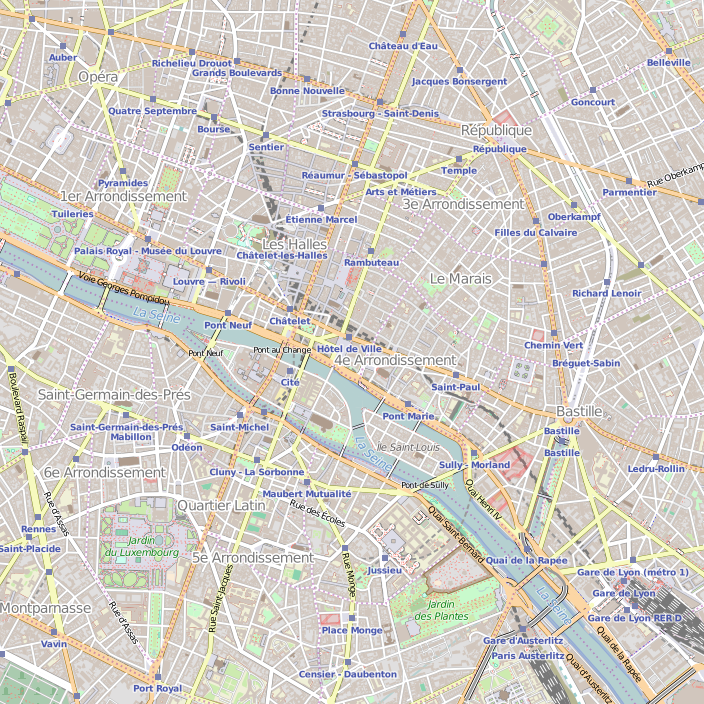 Château d'Eau
Auber
Richelieu Drouot
Belleville
Grands Boulevards
Opéra
Jacques Bonsergent
Bonne Nouvelle
Goncourt
Quatre Septembre
Strasbourg - Saint-Denis
Bourse
République
Sentier
République
Temple
Réaumur - Sébastopol
Rue Oberkampf
Pyramides
Arts et Métiers
Parmentier
1er Arrondissement
3e Arrondissement
Tuileries
Étienne Marcel
Oberkampf
Filles du Calvaire
Les Halles
Palais Royal - Musée du Louvre
Châtelet-les-Halles
Rambuteau
Le Marais
Louvre — Rivoli
Voie Georges Pompidou
Richard Lenoir
La Seine
Pont Neuf
Châtelet
Chemin Vert
Pont Neuf
Pont au Change
Hôtel de Ville
4e Arrondissement
Bréguet-Sabin
Cité
Saint-Paul
Saint-Germain-des-Prés
Boulevard Raspail
Bastille
Pont Marie
Saint-Germain-des-Prés
Saint-Michel
Bastille
Mabillon
Odéon
Île Saint-Louis
La Seine
Bastille
6e Arrondissement
Cluny - La Sorbonne
Sully - Morland
Ledru-Rollin
Maubert Mutualité
Pont de Sully
Quai Henri IV
Quartier Latin
Rue des Écoles
Rue d'Assas
Rennes
Quai Saint-Bernard
Saint-Placide
Jardin
du Luxembourg
5e Arrondissement
Quai de la Rapée
Jussieu
Rue Monge
Gare de Lyon (métro 1)
Gare de Lyon
Rue Saint-Jacques
La Seine
Montparnasse
Jardin
des Plantes
Gare de Lyon RER D
Rue d'Assas
Place Monge
Vavin
Gare d'Austerlitz
Quai de la Rapée
Paris Austerlitz
Port Royal
Censier - Daubenton
Quai d'Austerlitz